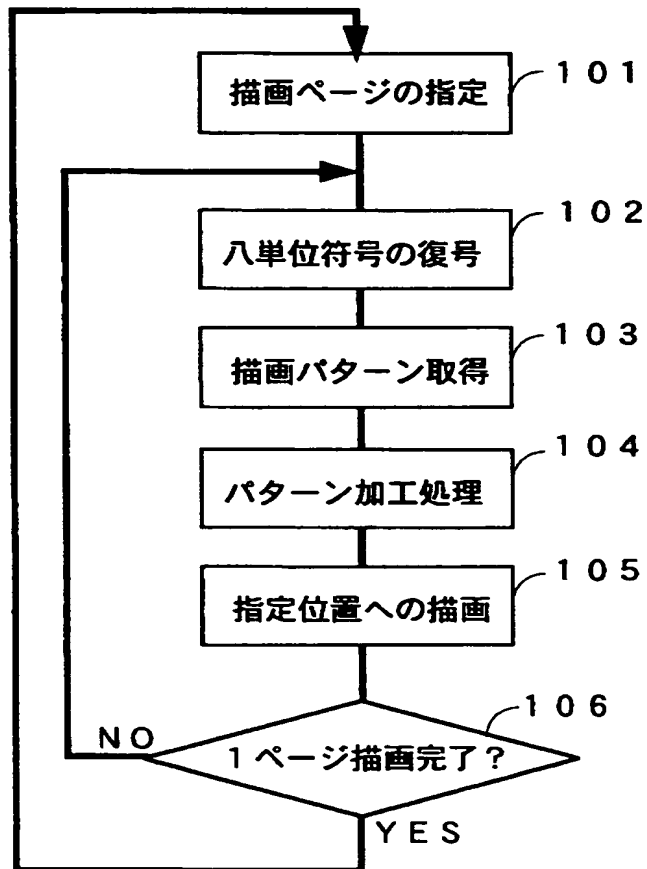 描画ページの指定
101
八単位符号の復号
102
描画パターン取得
103
パターン加工処理
104
指定位置への描画
105
1ページ描画完了?
106
NO
YES